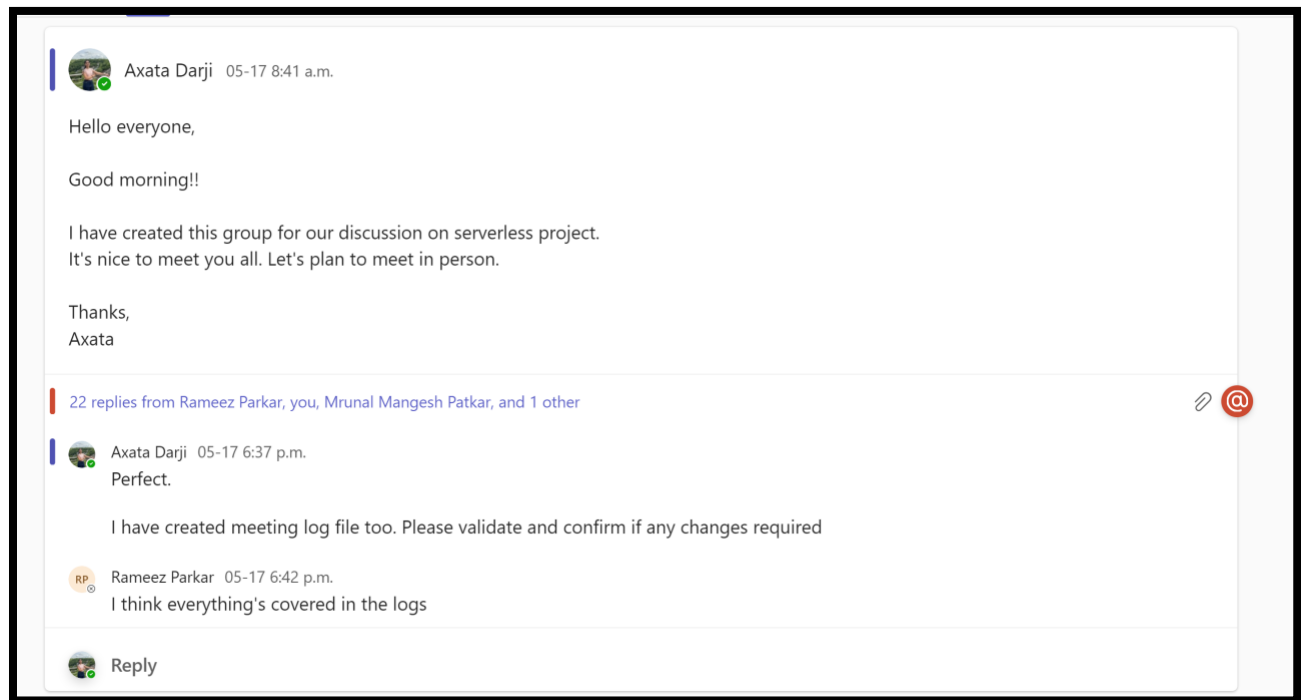 Axata Darji 05-17 8:41 a.m.
Hello everyone,
Good morning!!
I have created this group for our discussion on serverless project.
It's nice to meet you all. Let's plan to meet in person.
Thanks,
Axata
22 replies from Rameez Parkar, you, Mrunal Mangesh Patkar, and 1 other
@
Axata Darji 05-17 6:37 p.m.
Perfect.
I have created meeting log file too. Please validate and confirm if any changes required
RP Rameez Parkar 05-17 6:42 p.m.
I think everything's covered in the logs
Reply